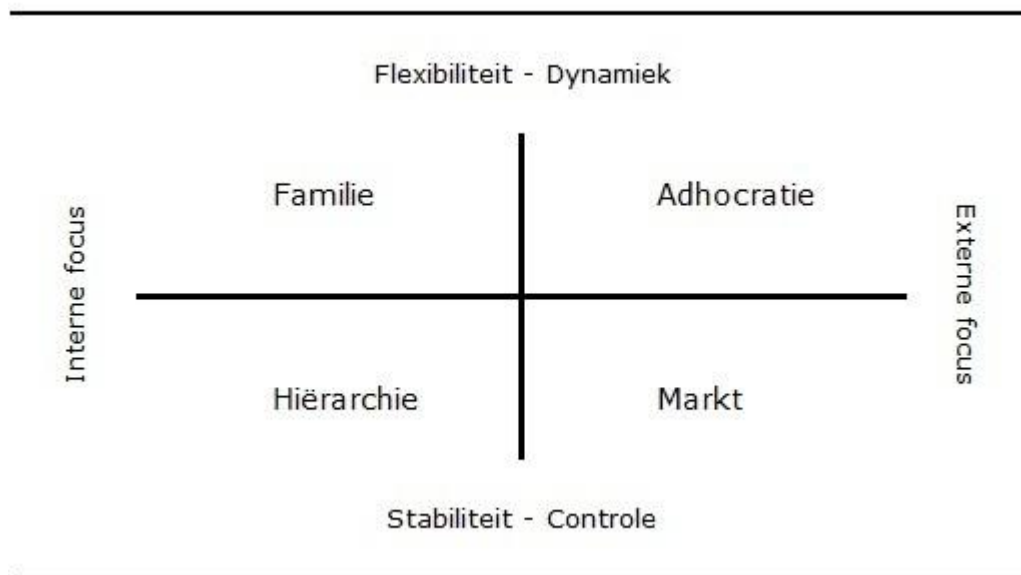 Flexibiliteit - Dynamiek
Familie
Adhocratie
Interne focus
Externe focus
Hiërarchie
Markt
Stabiliteit - Controle